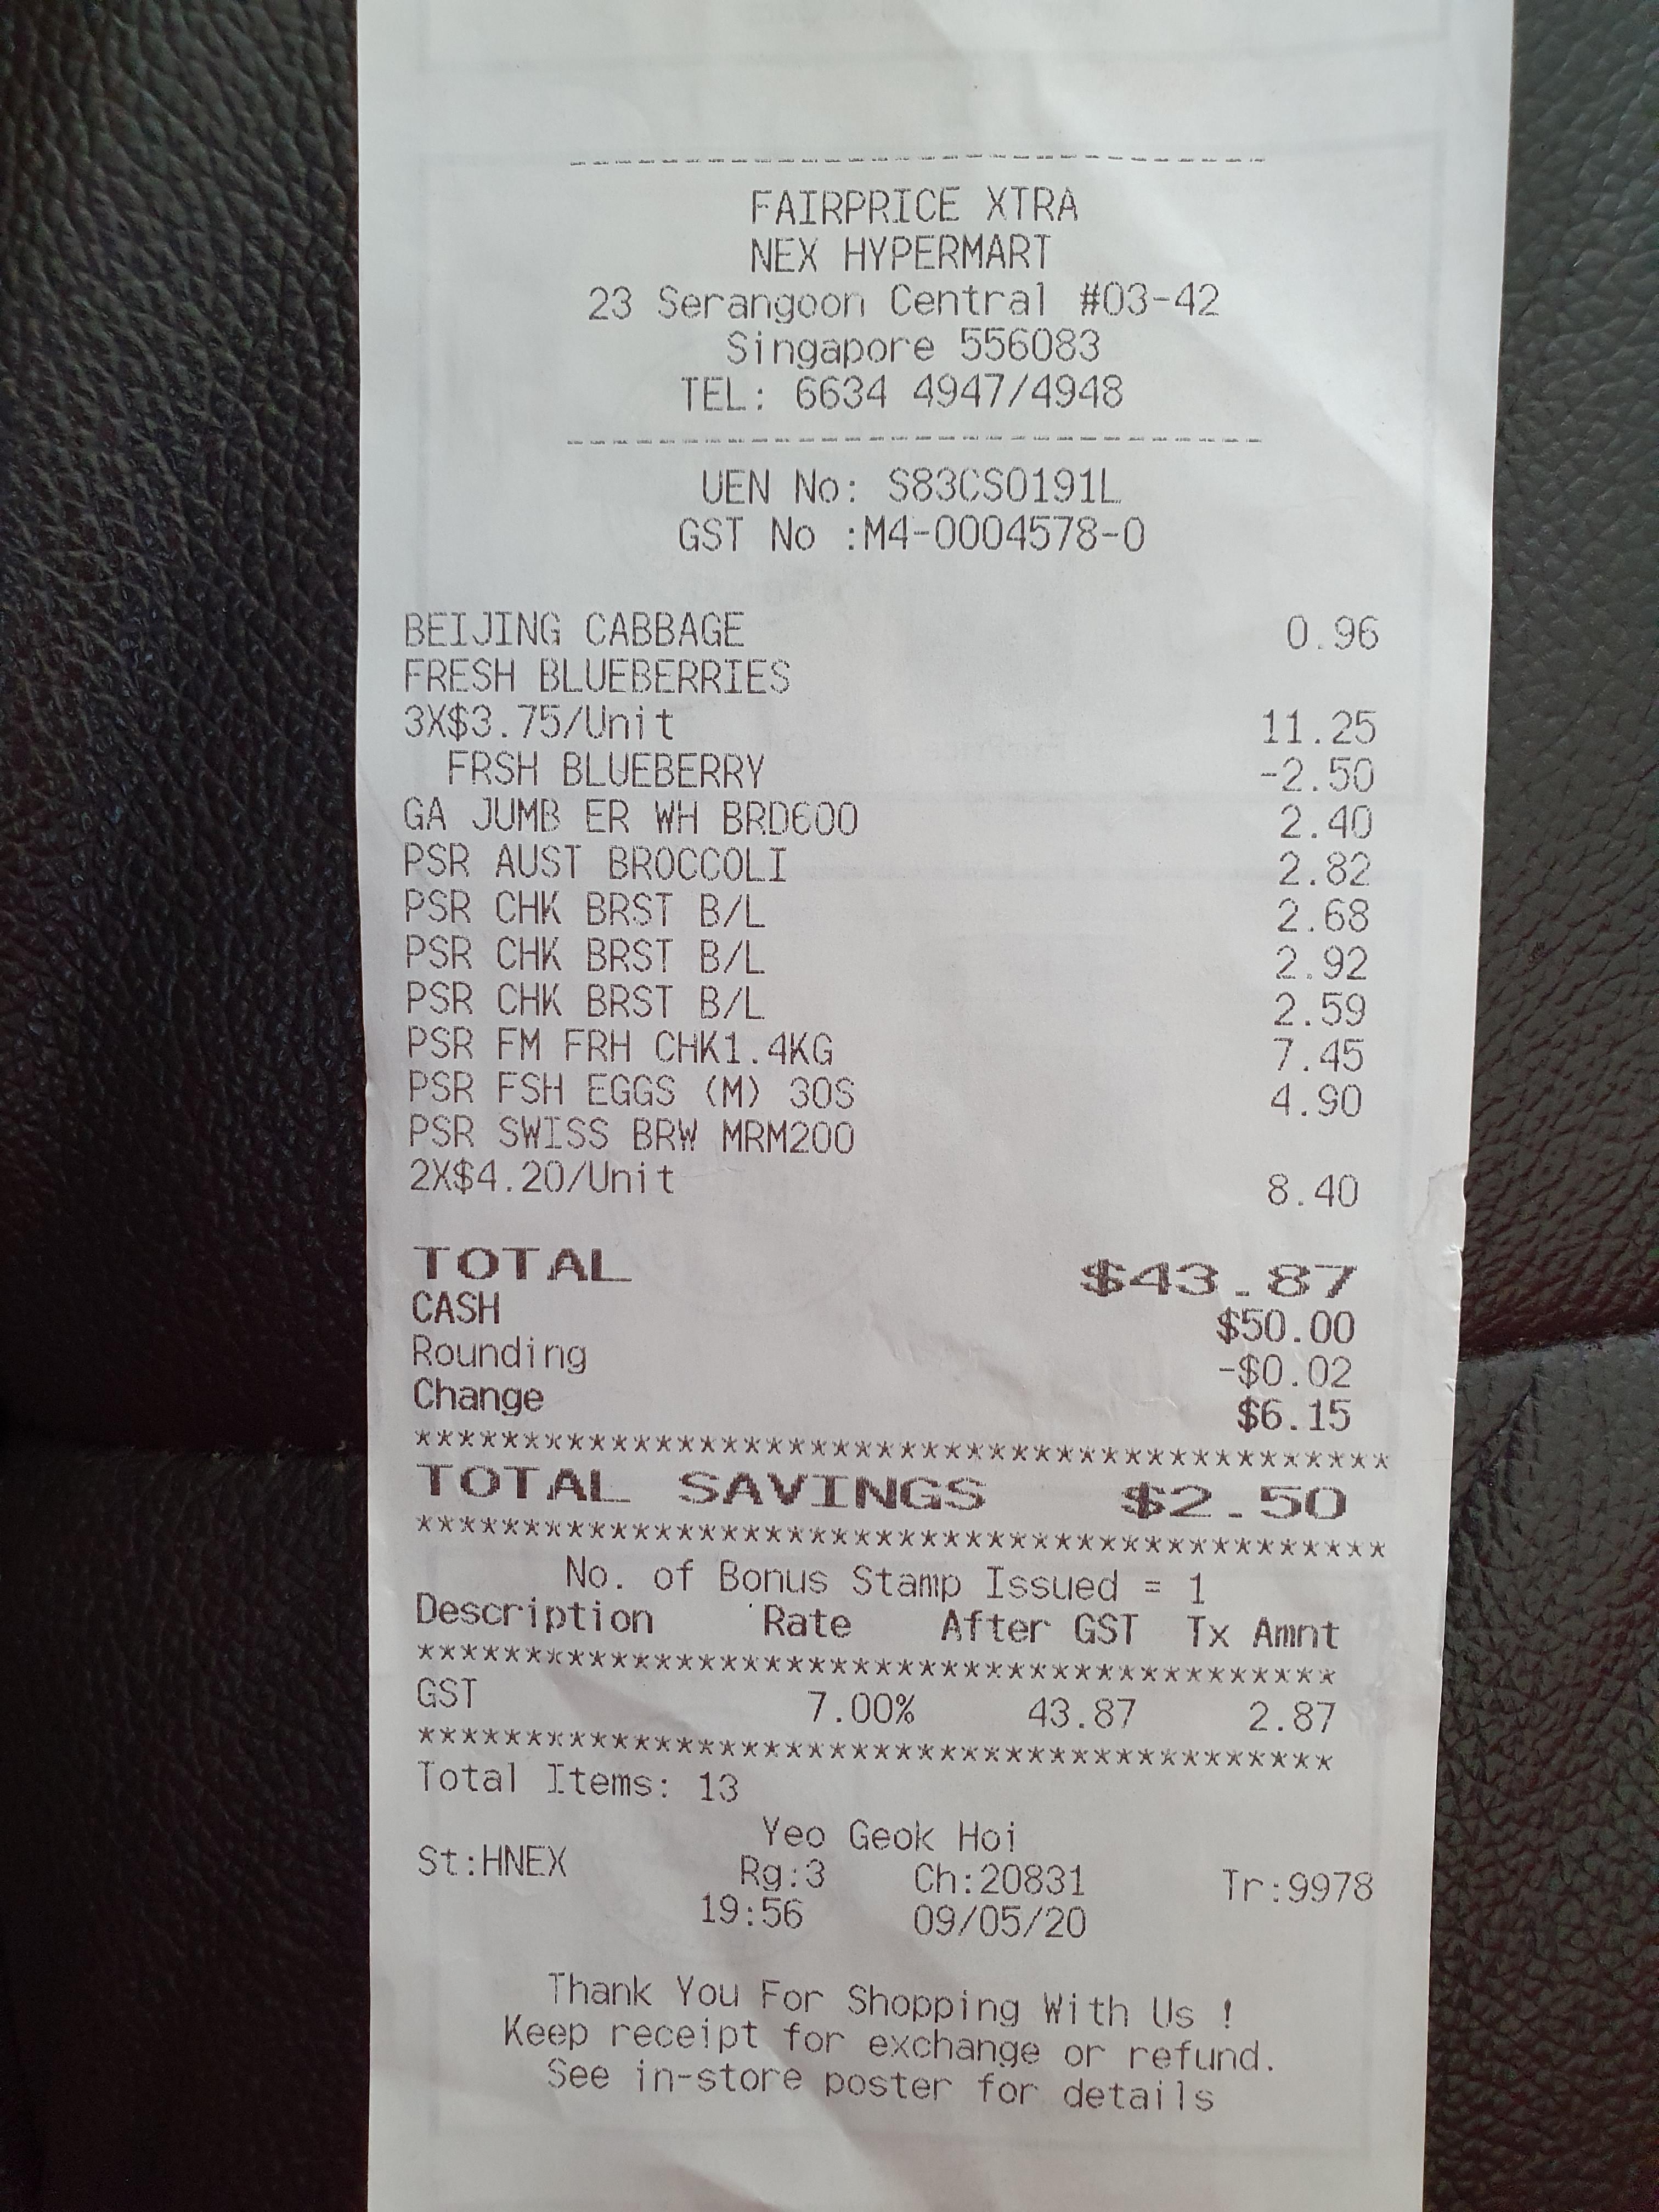 FAIRPRICE XTRA
NEX HYPERMART
23 Serangoon Central #03-42
Singapore 556083
TEL: 6634 4947/4948
UEN No: S83CS0191L
GST No :M4-0004578-0
BEIJING CABBAGE 0.96
FRESH BLUEBERRIES
3X$3.75/Unit 11.25
FRSH BLUEBERRY -2.50
GA JUMB ER WH BRD600 2.40
PSR AUST BROCCOLI 2.82
PSR CHK BRST B/L 2.68
PSR CHK BRST B/L 2.92
PSR CHK BRST B/L 2.59
PSR FM FRH CHK1.4KG 7.45
PSR FSH EGGS (M) 30S 4.90
PSR SWISS BRW MRM200
2X$4.20/Unit 8.40
TOTAL $43.87
CASH $50.00
Rounding -$0.02
Change $6.15
****************************************
TOTAL SAVINGS $2.50
****************************************
No. of Bonus Stamp Issued = 1
Description Rate After GST Tx Amnt
****************************************
GST 7.00% 43.87 2.87
****************************************
Total Items: 13
Yeo Geok Hoi
St:HNEX Rg:3 Ch:20831 Tr:9978
19:56 09/05/20
Thank You For Shopping With Us !
Keep receipt for exchange or refund.
See in-store poster for details